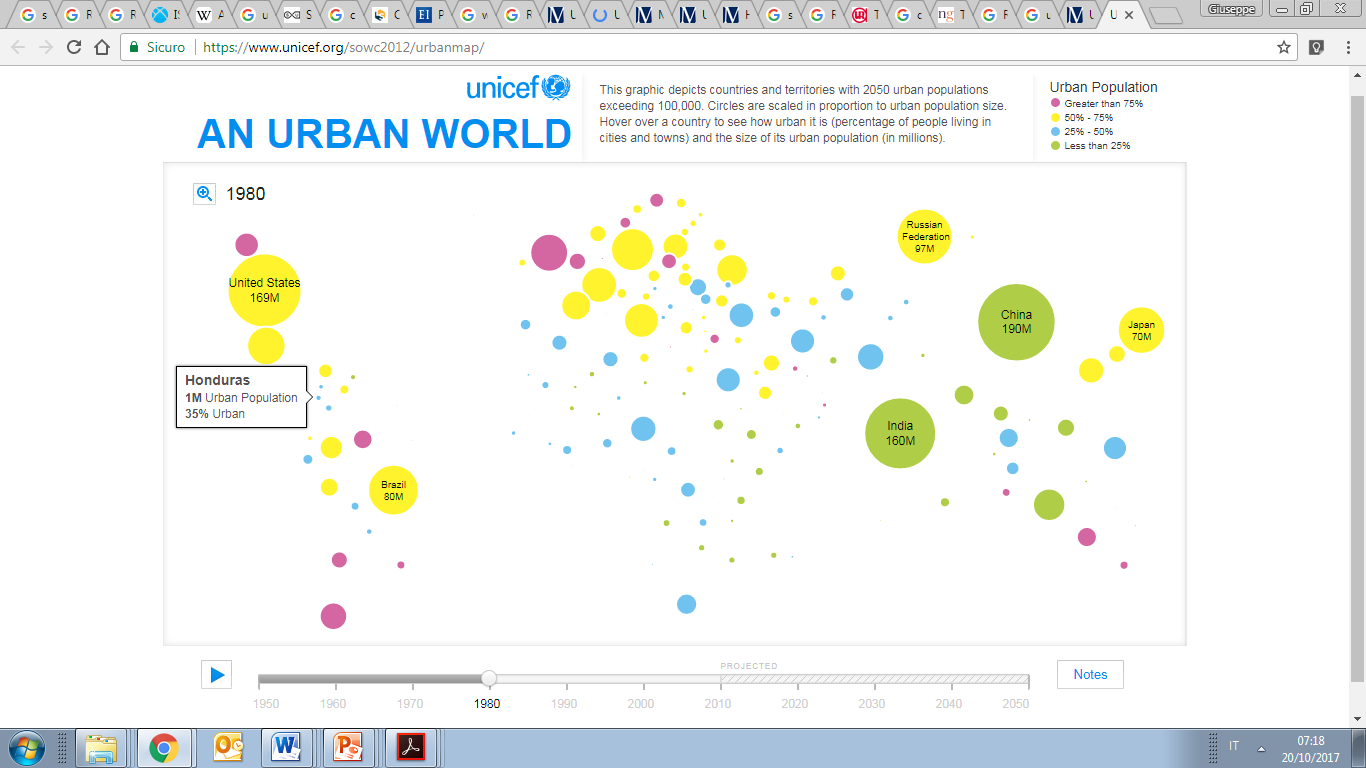 Giuseppe
Sicuro
https://www.unicef.org/sowc2012/urbanmap/
unicef
AN URBAN WORLD
This graphic depicts countries and territories with 2050 urban populations
exceeding 100,000. Circles are scaled in proportion to urban population size.
Hover over a country to see how urban it is (percentage of people living in
cities and towns) and the size of its urban population (in millions).
Urban Population
Greater than 75%
50% - 75%
25% - 50%
Less than 25%
1980
Russian
Federation
97M
United States
169M
China
190M
Japan
70M
Honduras
1M Urban Population
35% Urban
India
160M
Brazil
80M
PROJECTED
Notes
1950 1960 1970 1980 1990 2000 2010 2020 2030 2040 2050
IT
07:18
20/10/2017